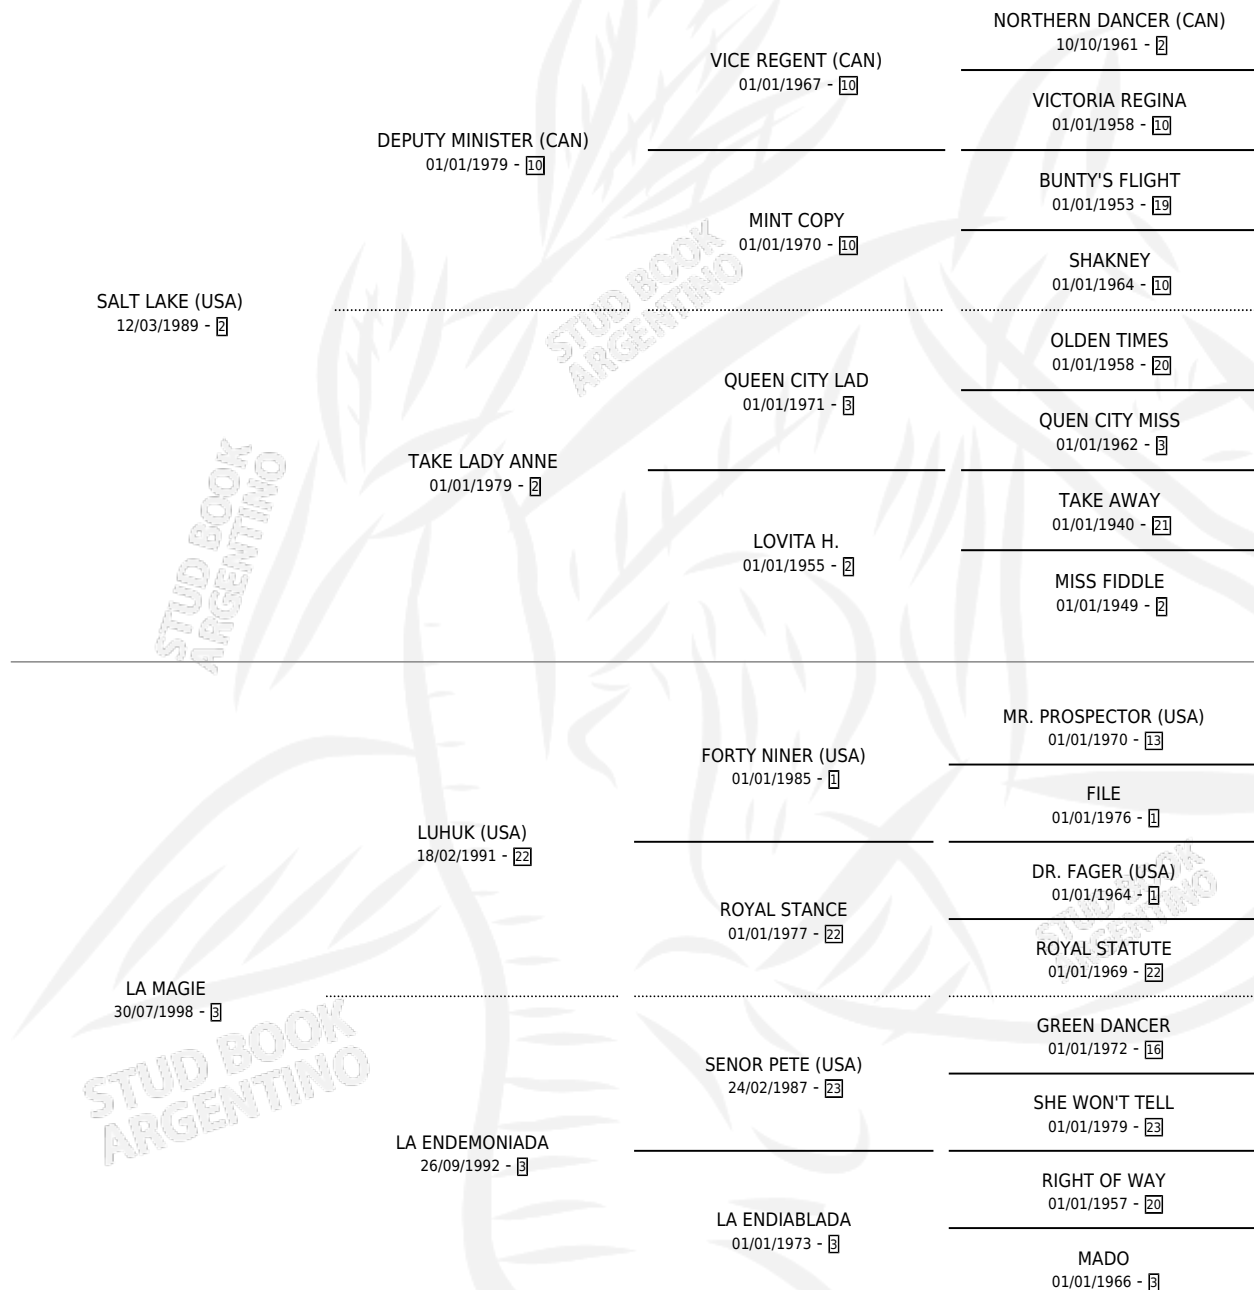 NORTHERN DANCER (CAN)
10/10/1961 - 2
VICE REGENT (CAN)
01/01/1967 - 10
VICTORIA REGINA
01/01/1958 - 10
DEPUTY MINISTER (CAN)
01/01/1979 - 10
BUNTY'S FLIGHT
01/01/1953 - 19
MINT COPY
01/01/1970 - 10
SHAKNEY
01/01/1964 - 10
SALT LAKE (USA)
12/03/1989 - 2
OLDEN TIMES
01/01/1958 - 20
QUEEN CITY LAD
01/01/1971 - 3
QUEN CITY MISS
01/01/1962 - 3
TAKE LADY ANNE
01/01/1979 - 2
TAKE AWAY
01/01/1940 - 21
LOVITA H.
01/01/1955 - 2
MISS FIDDLE
01/01/1949 - 2
STUD BOOK
ARGENTINO
STUD BOOK
ARGENTINO
MR. PROSPECTOR (USA)
01/01/1970 - 13
FORTY NINER (USA)
01/01/1985 - 1
FILE
01/01/1976 - 1
LUHUK (USA)
18/02/1991 - 22
DR. FAGER (USA)
01/01/1964 - 1
ROYAL STANCE
01/01/1977 - 22
ROYAL STATUTE
01/01/1969 - 22
LA MAGIE
30/07/1998 - 3
GREEN DANCER
01/01/1972 - 16
SENOR PETE (USA)
24/02/1987 - 23
SHE WON'T TELL
01/01/1979 - 23
LA ENDEMONIADA
26/09/1992 - 3
RIGHT OF WAY
01/01/1957 - 20
LA ENDIABLADA
01/01/1973 - 3
MADO
01/01/1966 - 3
STUD BOOK
ARGENTINO
STUD BOOK
ARGENTINO